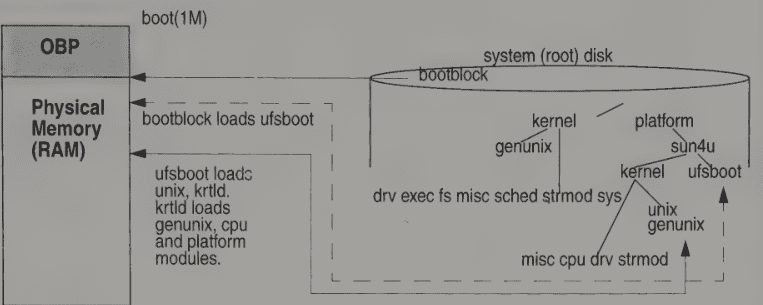 boot(1M)
OBP
system (root) disk
bootblock
Physical
Memory
(RAM)
bootblock loads ufsboot
kernel
platform
genunix
sun4u
kernel
ufsboot
ufsboot loads
unix, krtld.
krtld loads
genunix, cpu
and platform
modules.
drv exec fs misc sched strmod sys
unix
genunix
misc cpu drv strmod